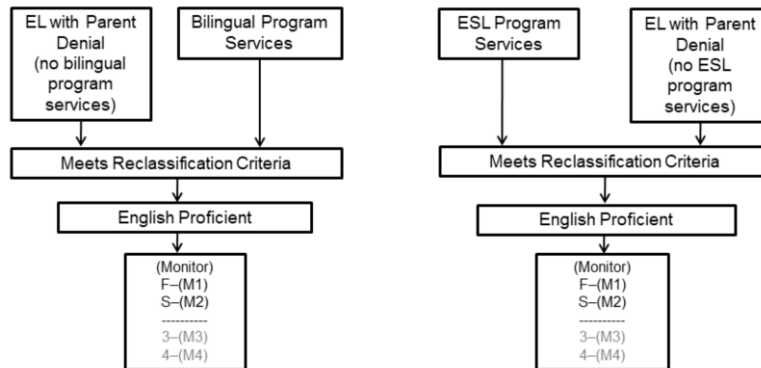 EL with Parent
Denial
(no bilingual
program
services)
Bilingual Program
Services
Meets Reclassification Criteria
English Proficient
(Monitor)
F–(M1)
S–(M2)
----------
3–(M3)
4–(M4)
ESL Program
Services
EL with Parent
Denial
(no ESL
program
services)
Meets Reclassification Criteria
English Proficient
(Monitor)
F–(M1)
S–(M2)
----------
3–(M3)
4–(M4)